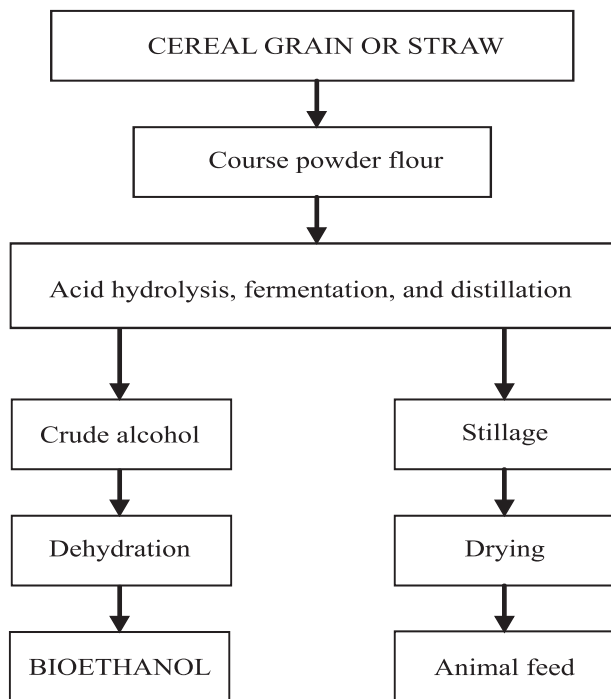 CEREAL GRAIN OR STRAW
Course powder flour
Acid hydrolysis, fermentation, and distillation
Crude alcohol
Stillage
Dehydration
Drying
BIOETHANOL
Animal feed